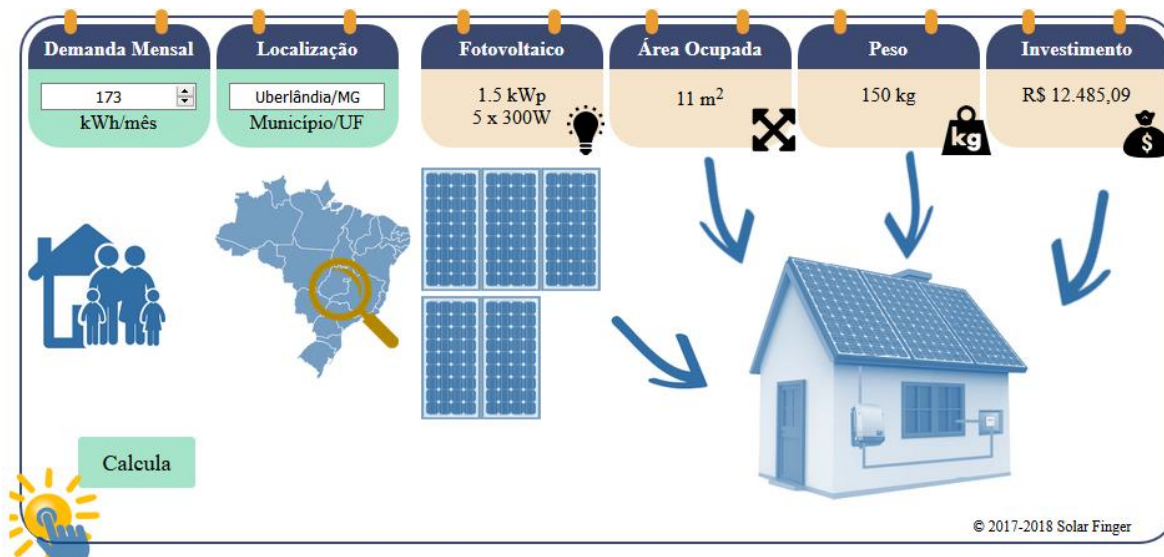 Demanda Mensal
173
kWh/mês
Localização
Uberlândia/MG
Município/UF
Fotovoltaico
1.5 kWp
5 x 300W
Área Ocupada
11 m²
Peso
150 kg
kg
Investimento
R$ 12.485,09
$
Calcula
© 2017-2018 Solar Finger